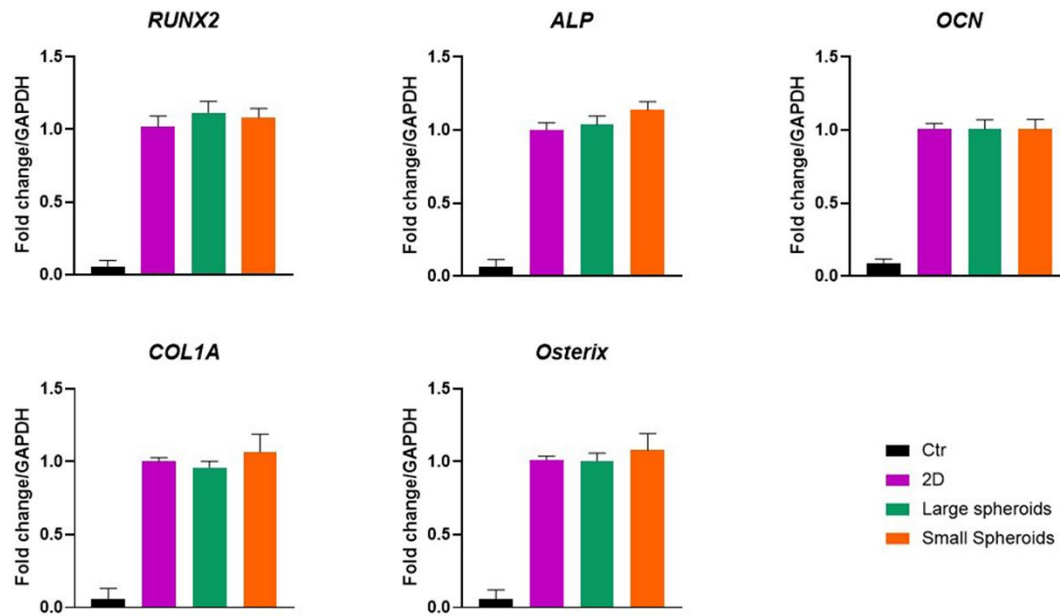 RUNX2
Fold change/GAPDH
1.5
1.0
0.5
0.0
ALP
Fold change/GAPDH
1.5
1.0
0.5
0.0
OCN
Fold change/GAPDH
1.5
1.0
0.5
0.0
COL1A
Fold change/GAPDH
1.5
1.0
0.5
0.0
Osterix
Fold change/GAPDH
1.5
1.0
0.5
0.0
Ctr
2D
Large spheroids
Small Spheroids